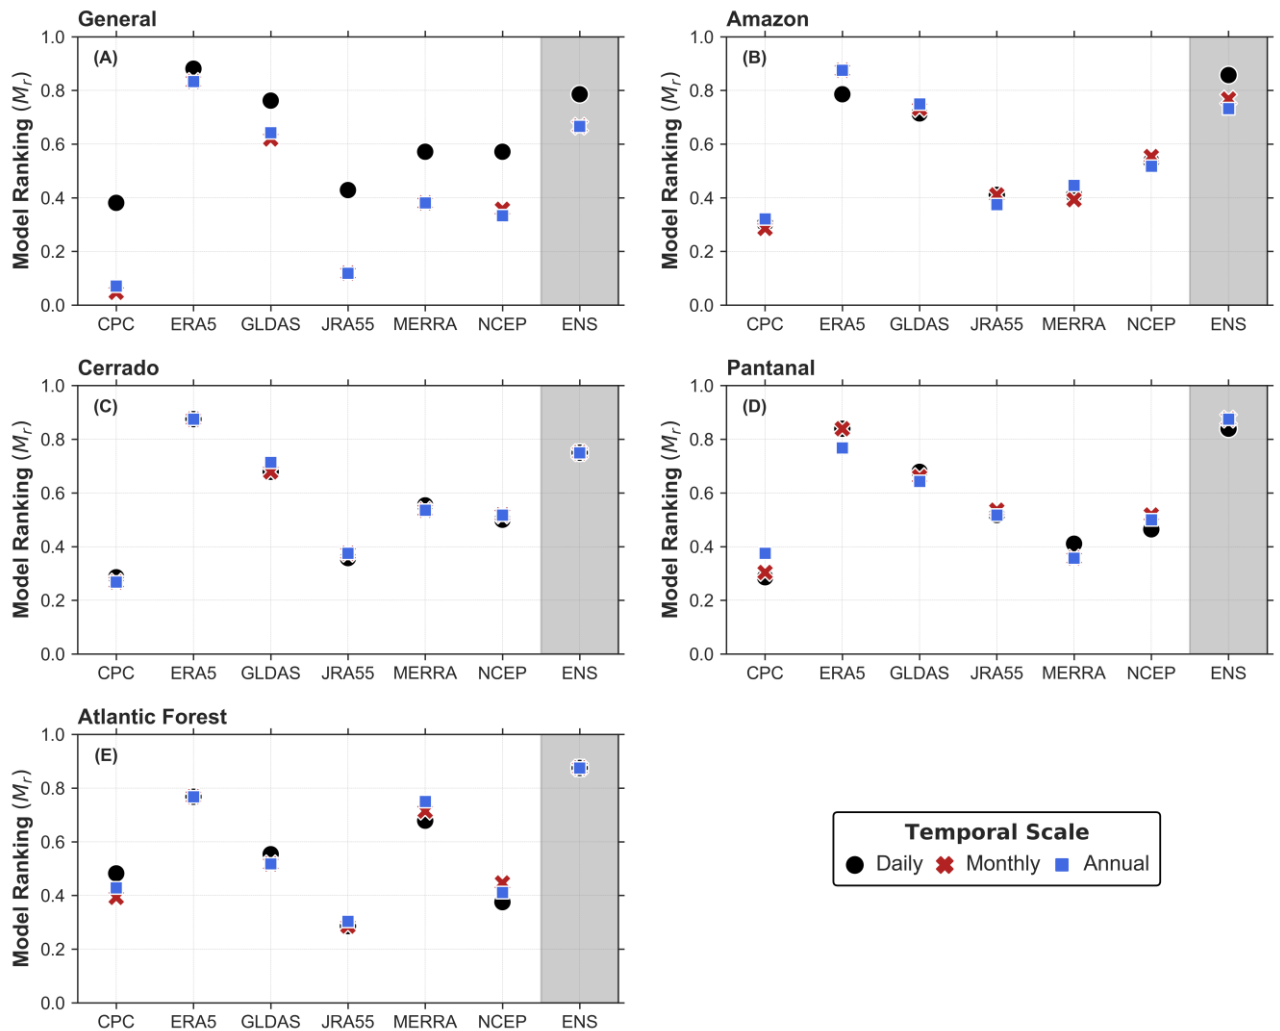 General
(A)
Model Ranking (Mr)
1.0
0.8
0.6
0.4
0.2
0.0
CPC ERA5 GLDAS JRA55 MERRA NCEP ENS
Amazon
(B)
Model Ranking (Mr)
1.0
0.8
0.6
0.4
0.2
0.0
CPC ERA5 GLDAS JRA55 MERRA NCEP ENS
Cerrado
(C)
Model Ranking (Mr)
1.0
0.8
0.6
0.4
0.2
0.0
CPC ERA5 GLDAS JRA55 MERRA NCEP ENS
Pantanal
(D)
Model Ranking (Mr)
1.0
0.8
0.6
0.4
0.2
0.0
CPC ERA5 GLDAS JRA55 MERRA NCEP ENS
Atlantic Forest
(E)
Model Ranking (Mr)
1.0
0.8
0.6
0.4
0.2
0.0
CPC ERA5 GLDAS JRA55 MERRA NCEP ENS
Temporal Scale
Daily Monthly Annual